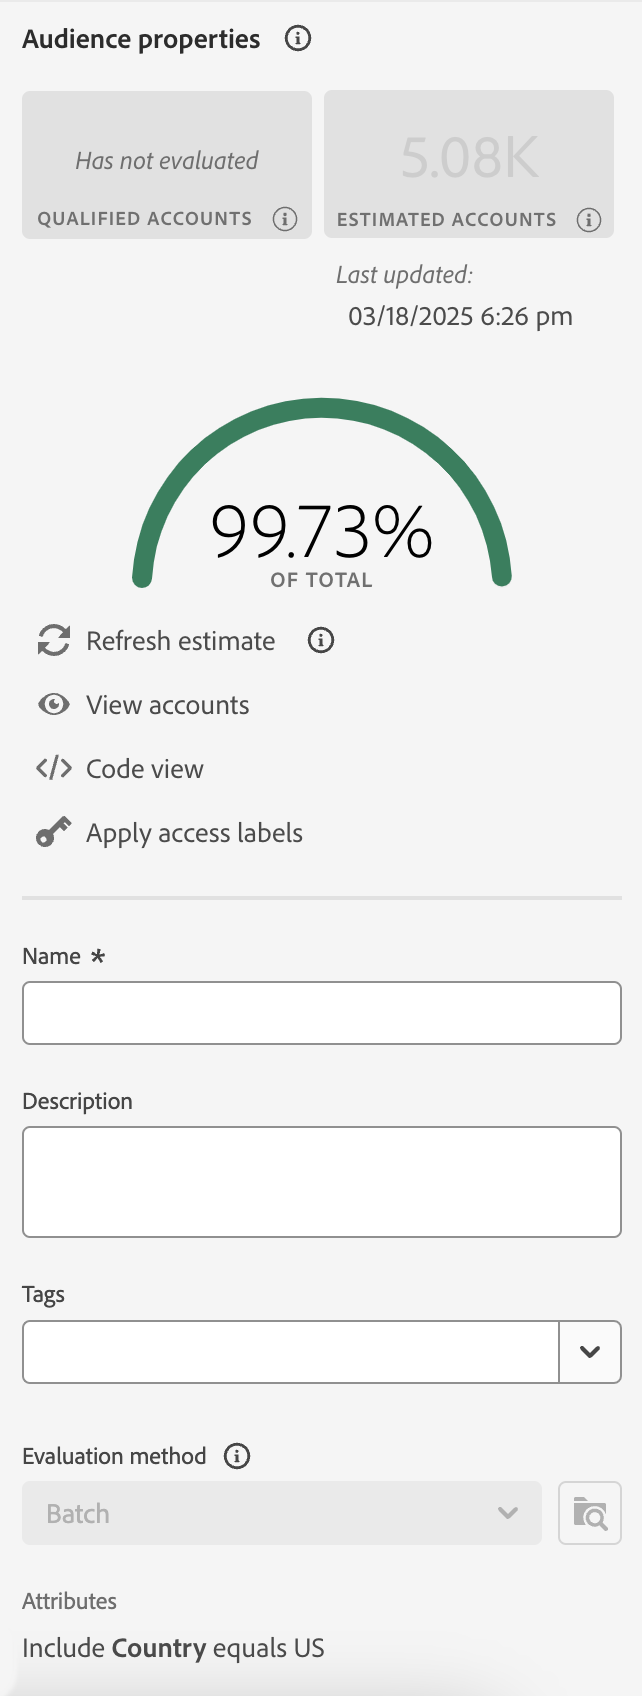 Audience properties
Has not evaluated
QUALIFIED ACCOUNTS
5.08K
ESTIMATED ACCOUNTS
Last updated:
03/18/2025 6:26 pm
99.73%
OF TOTAL
Refresh estimate
View accounts
Code view
Apply access labels
Name *
Description
Tags
Evaluation method
Batch
Attributes
Include Country equals US